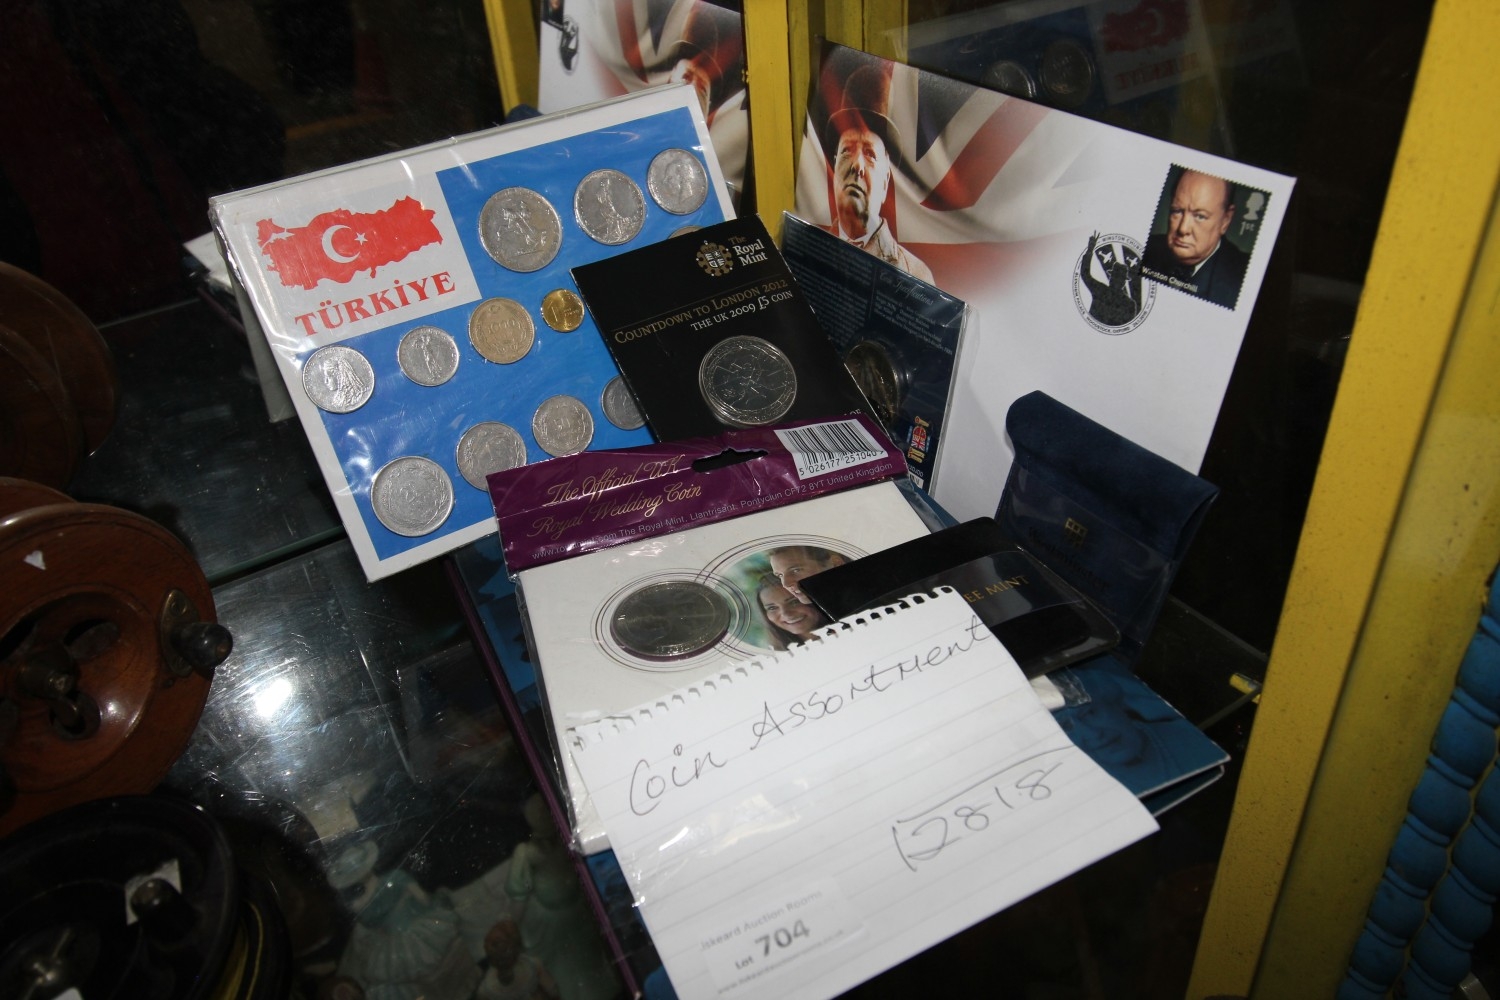 TÜRKİYE
The
Royal
Mint
COUNTDOWN TO LONDON 2012
THE UK 2009 £5 COIN
1st
Winston Churchill
The Official UK
Royal Wedding Coin
5 026177 251040
The Royal Mint, Llantrisant, Pontyclun CF72 8YT United Kingdom
MINT
Coin Assortment
12818
Auction Rooms
Lot 704